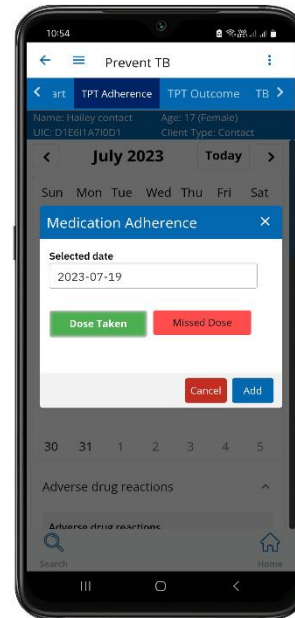 10:54
Prevent TB
art TPT Adherence TPT Outcome TB
Name: Hailey contact Age: 17 (Female)
UIC: D1E6I1A7I0D1 Client Type: Contact
July 2023 Today
Sun Mon Tue Wed Thu Fri Sat
Medication Adherence
Selected date
2023-07-19
Dose Taken Missed Dose
Cancel Add
30 31 1 2 3 4 5
Adverse drug reactions
Adverse drug reactions
Search Home